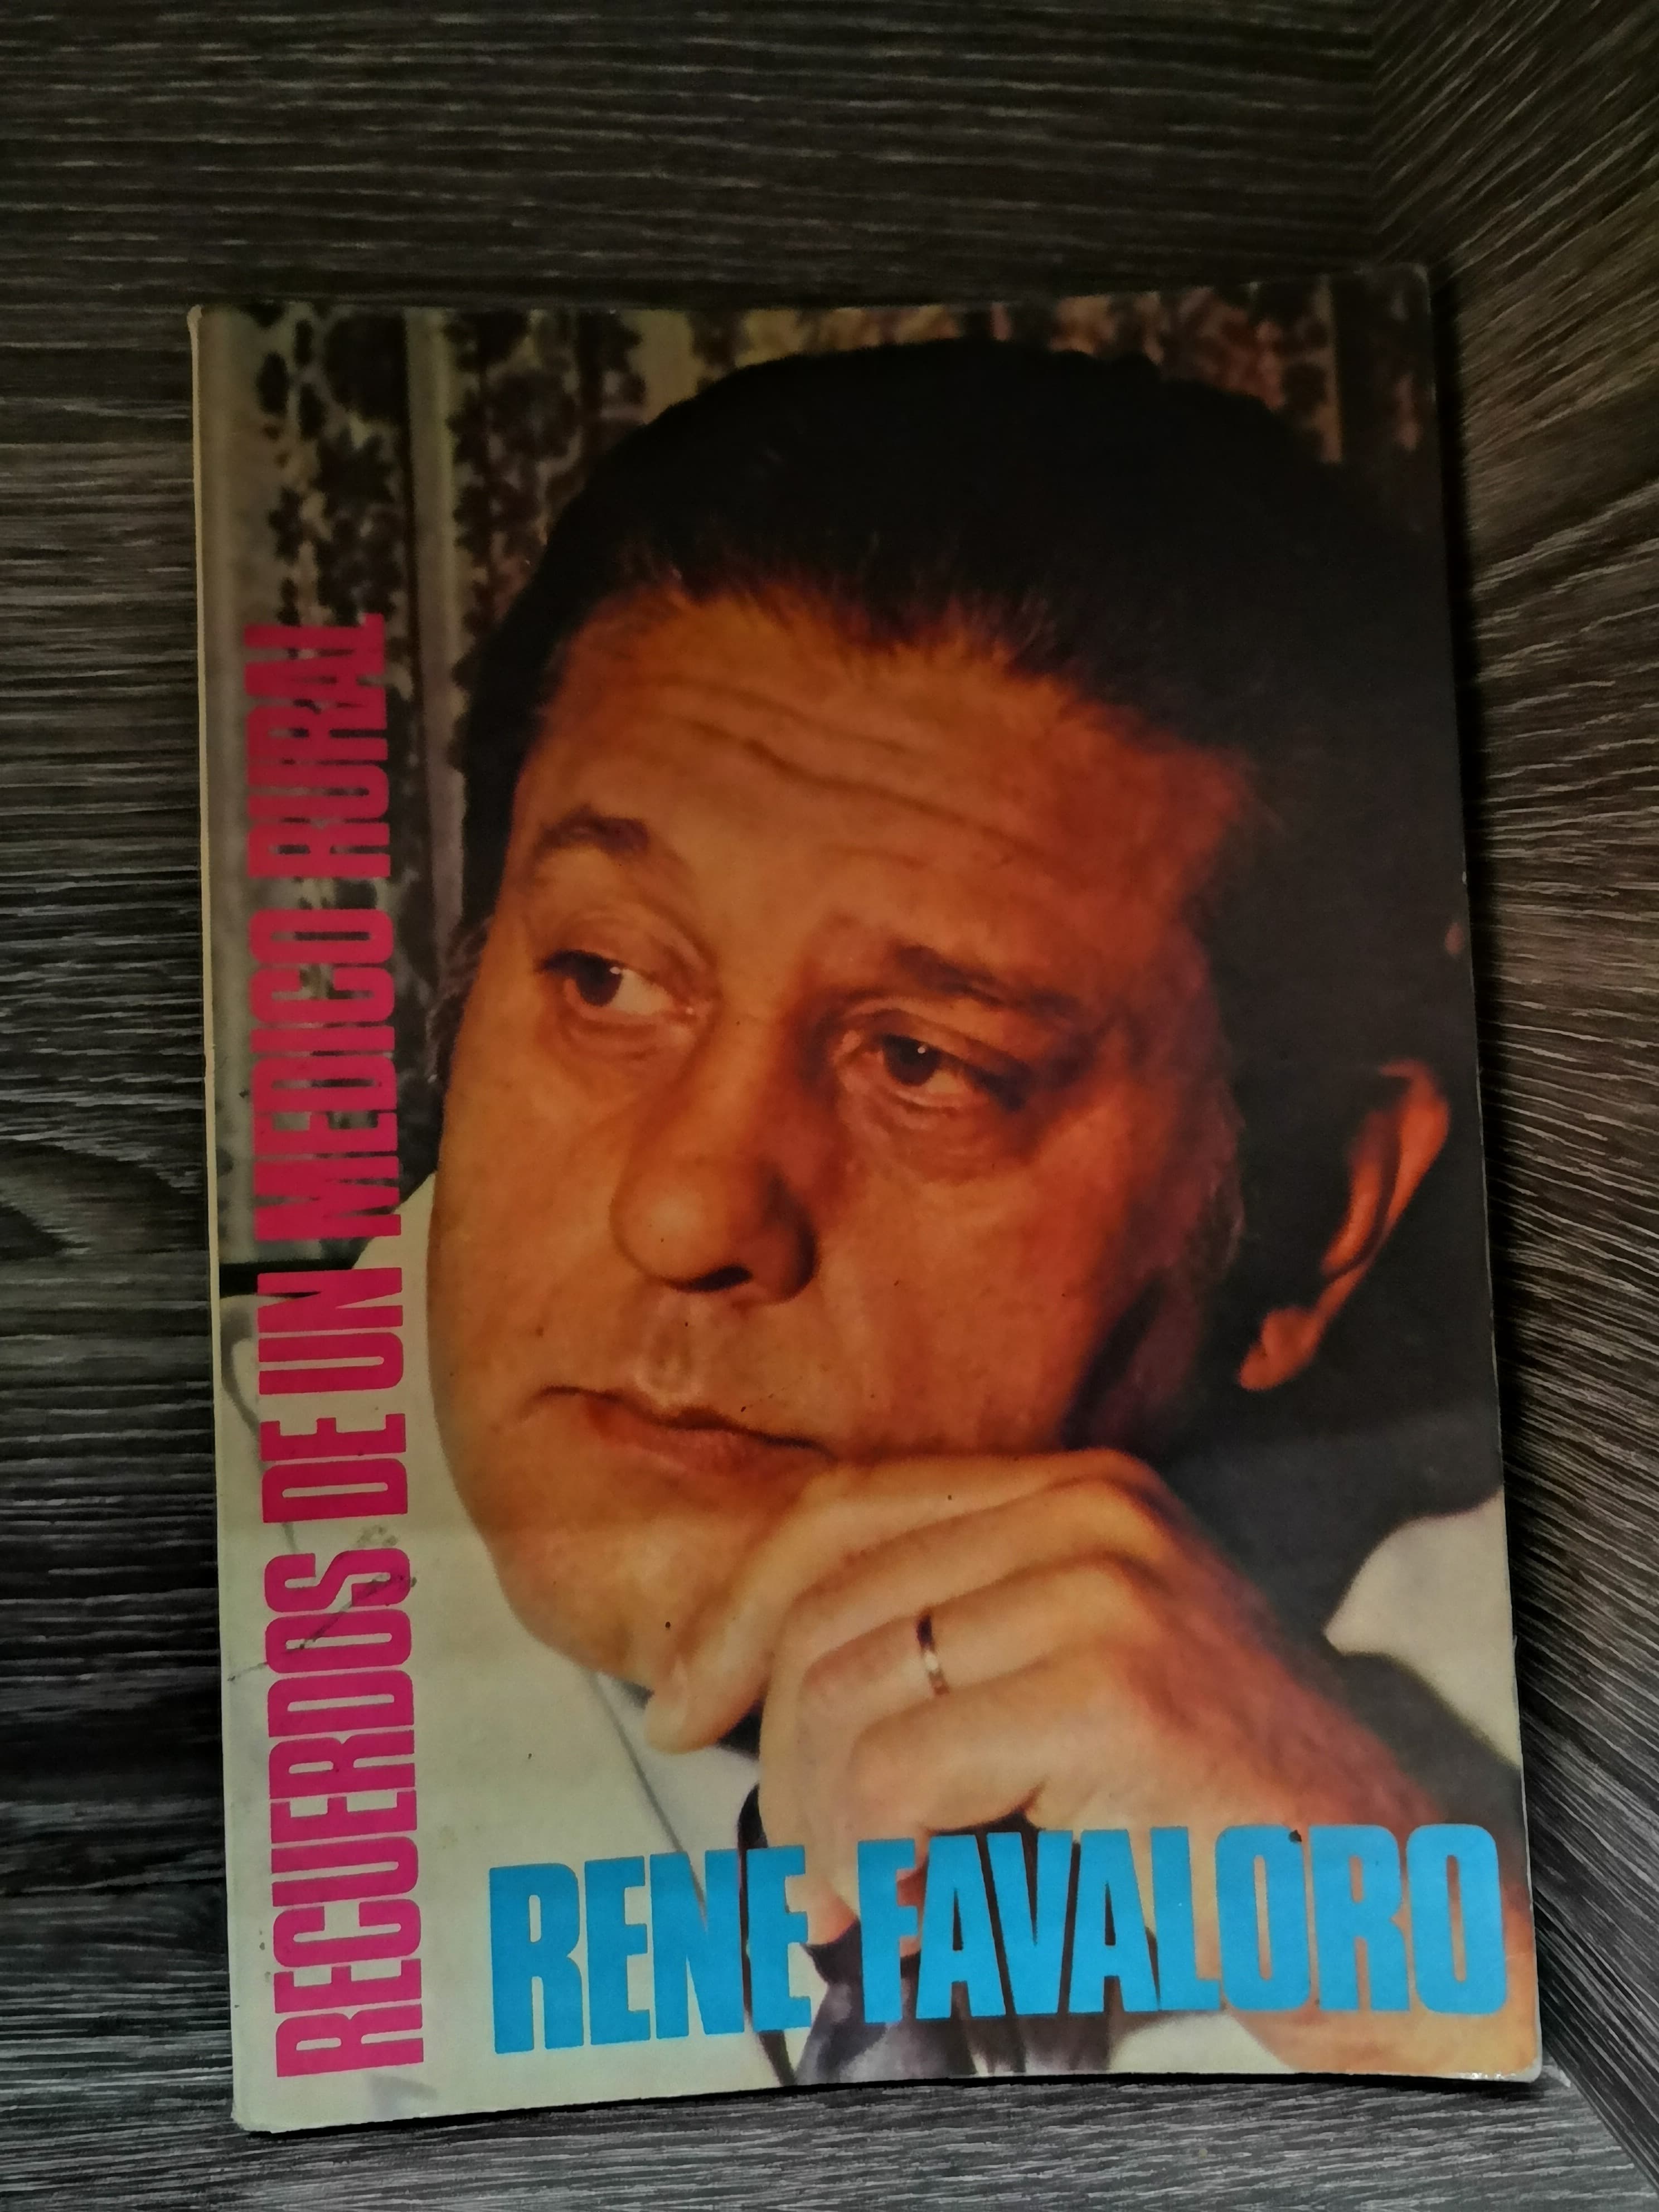 RECUERDOS DE UN MEDICO RURAL
RENE FAVALORO